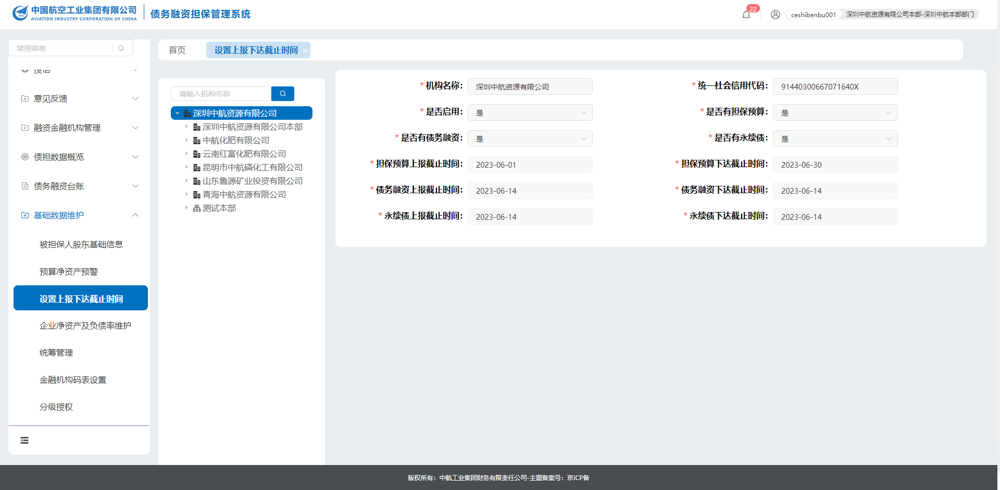 中国航空工业集团有限公司
AVIATION INDUSTRY CORPORATION OF CHINA
债务融资担保管理系统
22
ceshibenbu001
深圳中航资源有限公司本部-深圳中航本部部门
常用菜单
授信
意见反馈
融资金融机构管理
债担数据概览
债务融资台账
基础数据维护
被担保人股东基础信息
预算净资产预警
设置上报下达截止时间
企业净资产及负债率维护
统筹管理
金融机构码表设置
分级授权
首页
设置上报下达截止时间
请输入机构名称
深圳中航资源有限公司
深圳中航资源有限公司本部
中航化肥有限公司
云南红富化肥有限公司
昆明市中航磷化工有限公司
山东鲁源矿业投资有限公司
青海中航资源有限公司
测试本部
*机构名称： 深圳中航资源有限公司
*统一社会信用代码： 91440300667071640X
*是否启用： 是
*是否有担保预算： 是
*是否有债务融资： 是
*是否有永续债： 是
*担保预算上报截止时间： 2023-06-01
*担保预算下达截止时间： 2023-06-30
*债务融资上报截止时间： 2023-06-14
*债务融资下达截止时间： 2023-06-14
*永续债上报截止时间： 2023-06-14
*永续债下达截止时间： 2023-06-14
版权所有：中航工业集团财务有限责任公司-主题备案号：京ICP备